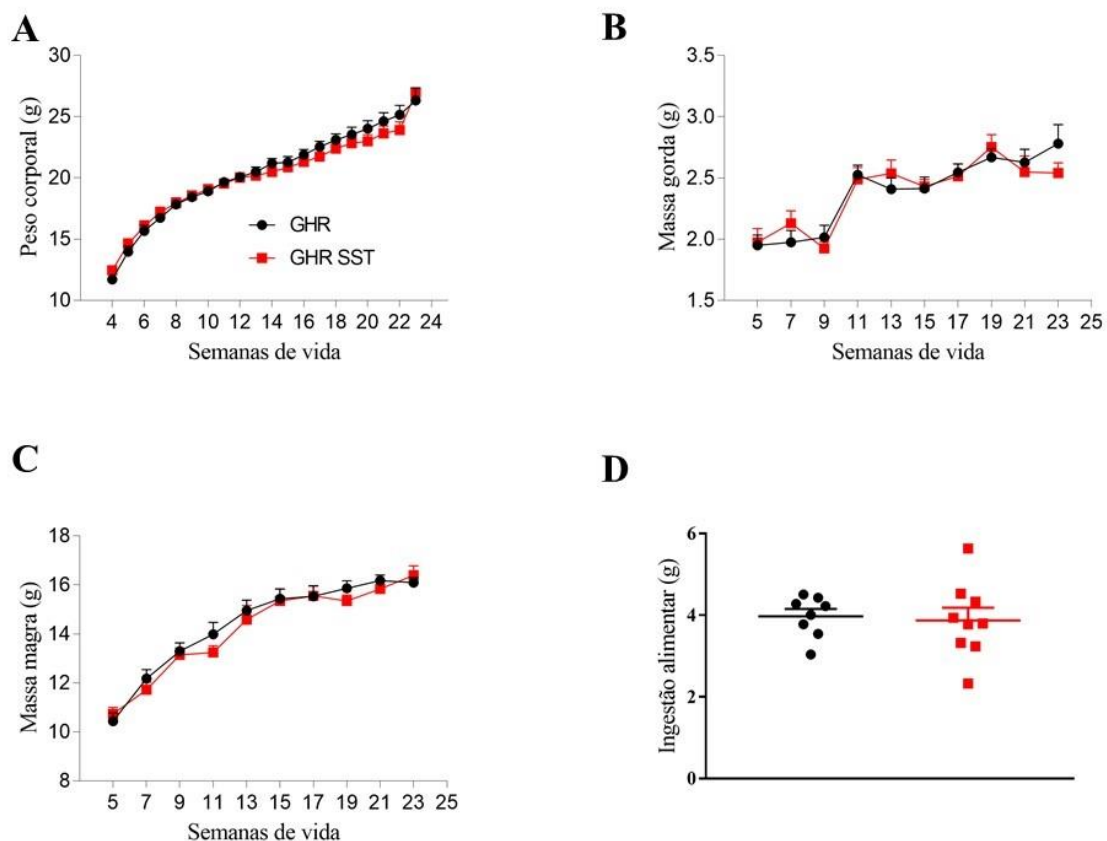 A
Peso corporal (g)
30
25
20
15
10
GHR
GHR SST
4 6 8 10 12 14 16 18 20 22 24
Semanas de vida
B
Massa gorda (g)
3.5
3.0
2.5
2.0
1.5
5 7 9 11 13 15 17 19 21 23 25
Semanas de vida
C
Massa magra (g)
18
16
14
12
10
8
5 7 9 11 13 15 17 19 21 23 25
Semanas de vida
D
Ingestão alimentar (g)
6
4
2
0